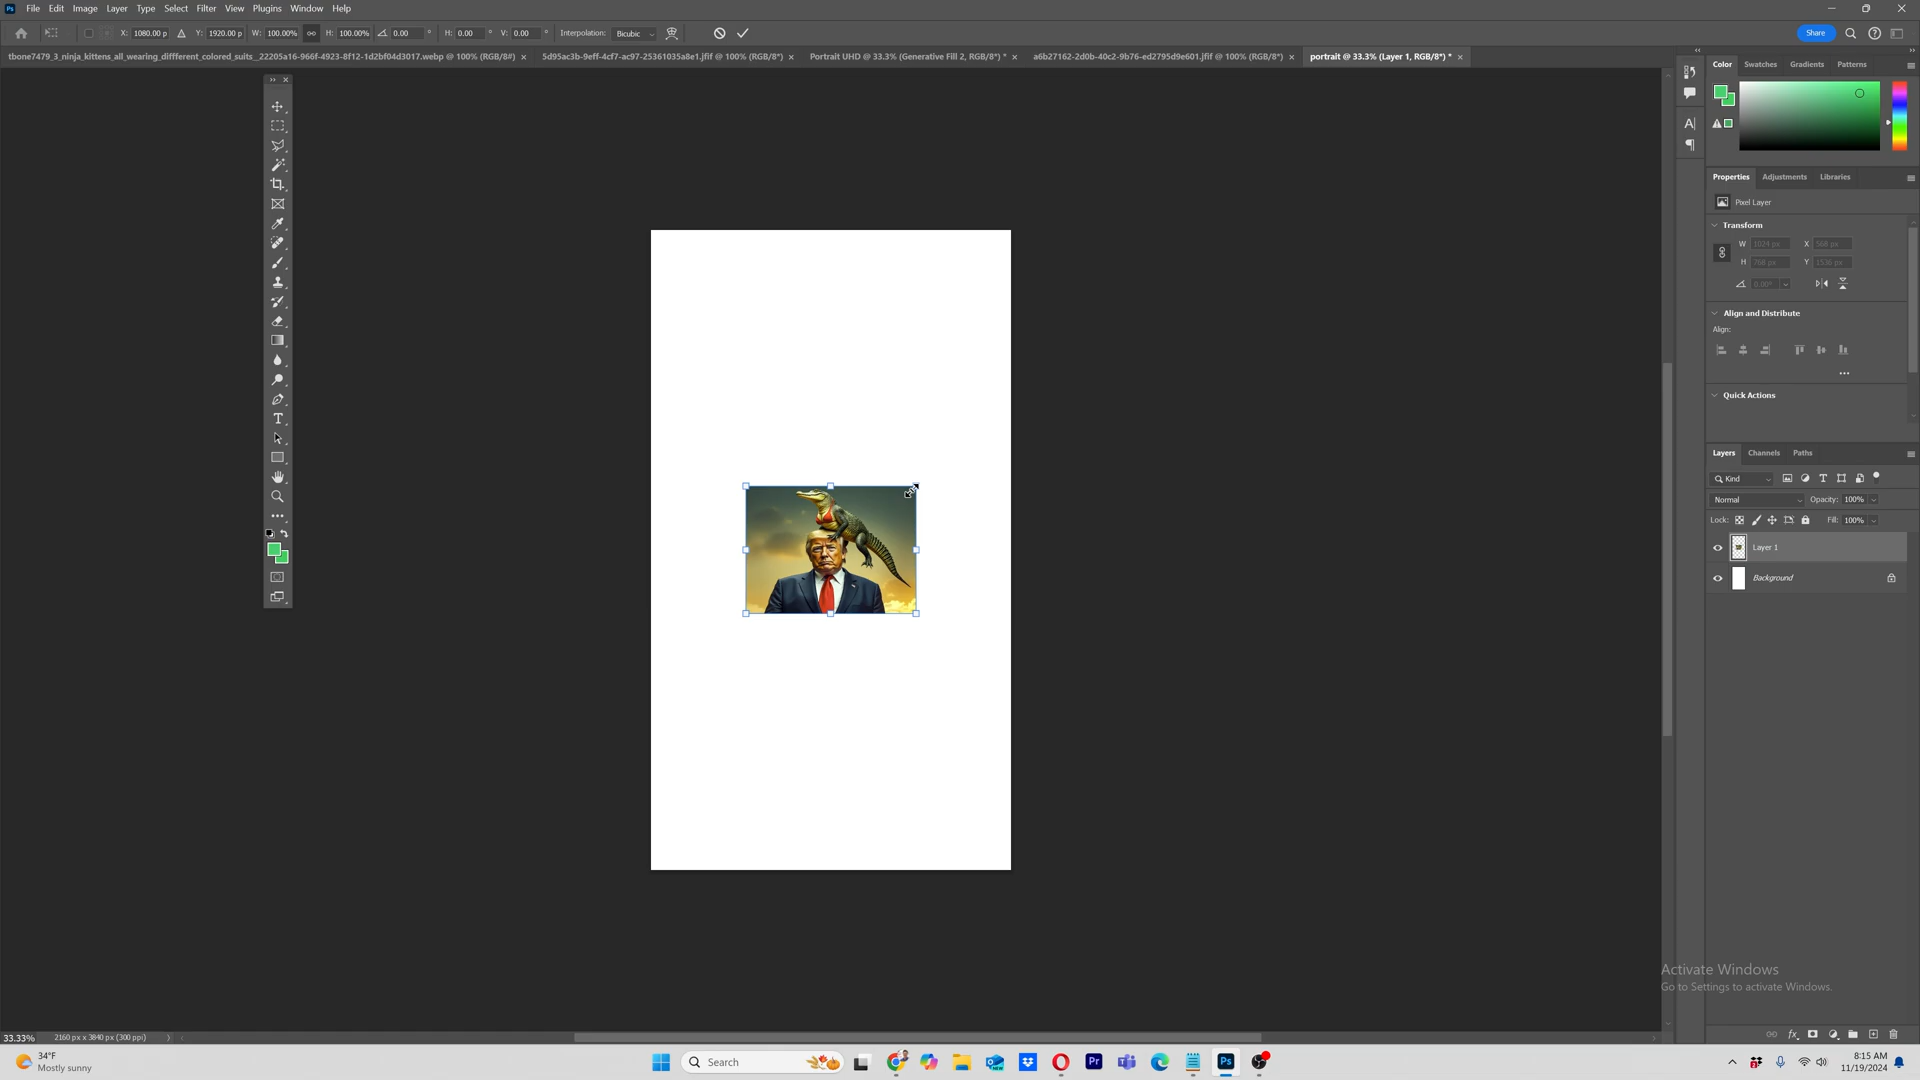 Ps File Edit Image Layer Type Select Filter View Plugins Window Help
X: 1080.00 p Y: 1920.00 p W: 100.00% H: 100.00% 0.00 ° H: 0.00 ° V: 0.00 ° Interpolation: Bicubic Share
tbone7479_3_ninja_kittens_all_wearing_diffferent_colored_suits__22205a16-966f-4923-8f12-1d2bf04d3017.webp @ 100% (RGB/8#) × 5d95ac3b-9eff-4cf7-ac97-25361035a8e1.jfif @ 100% (RGB/8*) × Portrait UHD @ 33.3% (Generative Fill 2, RGB/8*) * × a6b27162-2d0b-40c2-9b76-ed2795d9e601.jfif @ 100% (RGB/8*) × portrait @ 33.3% (Layer 1, RGB/8*) * ×
Color Swatches Gradients Patterns
Properties Adjustments Libraries
Pixel Layer
Transform
W 1024 px X 568 px
H 768 px Y 1536 px
0.00°
Align and Distribute
Align:
Quick Actions
Layers Channels Paths
Kind
Normal Opacity: 100%
Lock: Fill: 100%
Layer 1
Background
Activate Windows
Go to Settings to activate Windows.
33.33% 2160 px x 3840 px (300 ppi)
34°F
Mostly sunny
Search
Pr
Ps
8:15 AM
11/19/2024